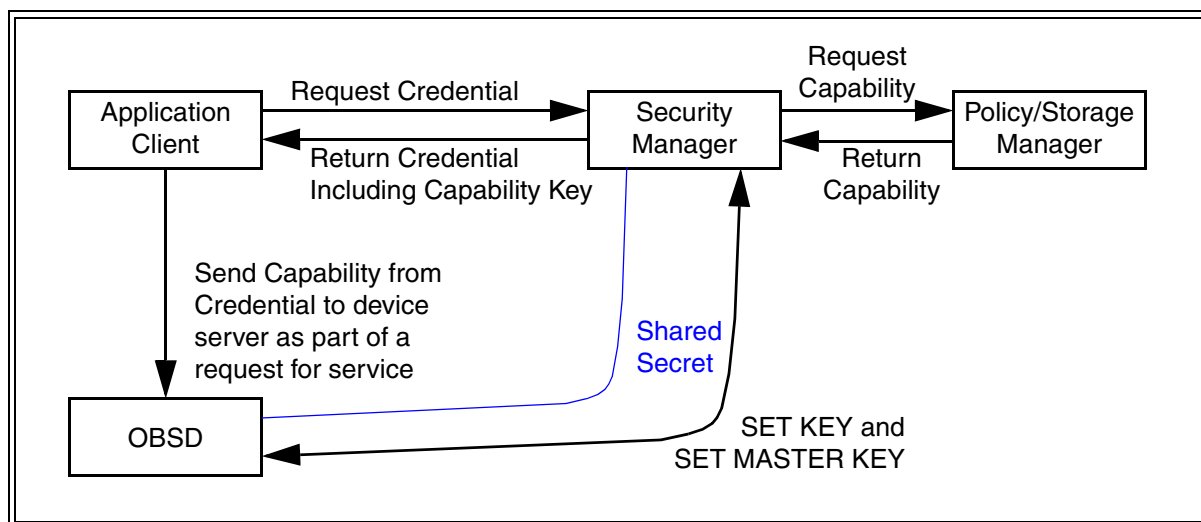 Application
Client
Request Credential
Return Credential
Including Capability Key
Security
Manager
Request
Capability
Return
Capability
Policy/Storage
Manager
Send Capability from
Credential to device
server as part of a
request for service
Shared
Secret
OBSD
SET KEY and
SET MASTER KEY